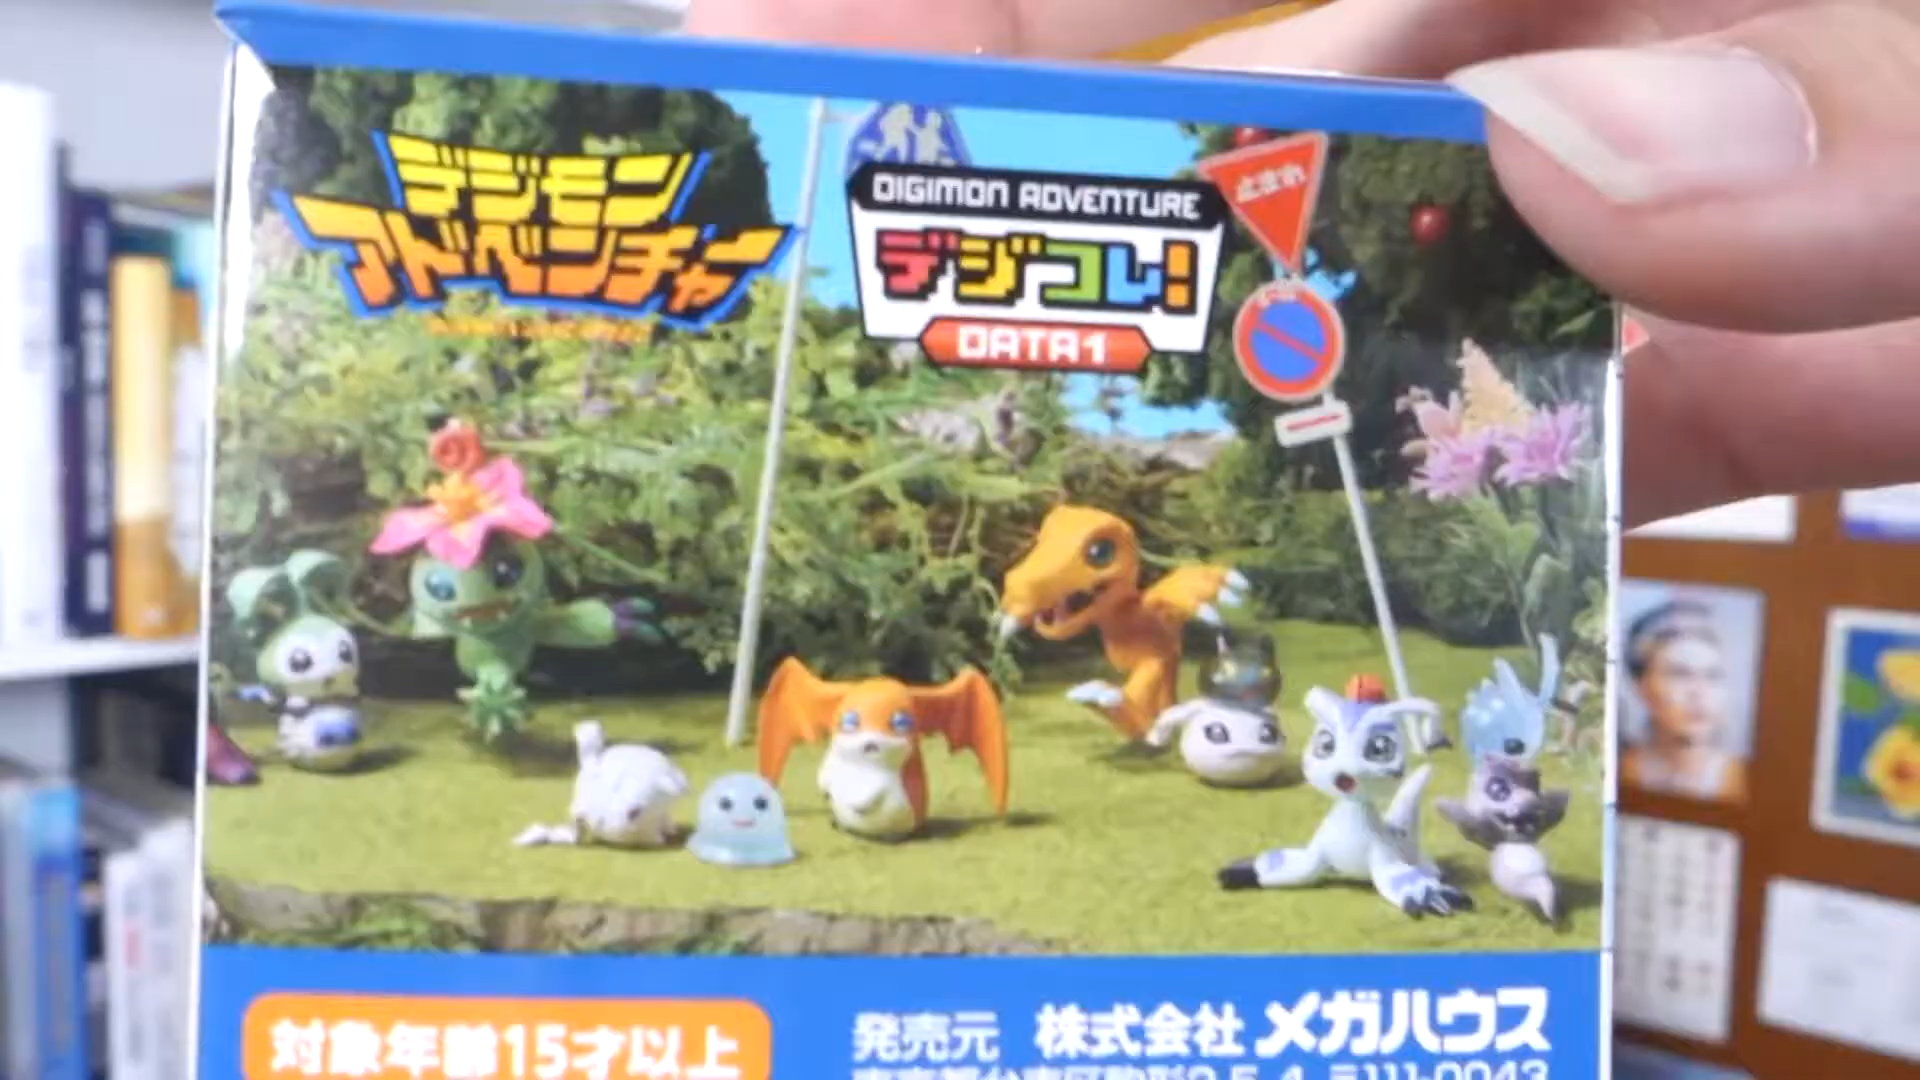 デジモン
アドベンチャー
DIGIMON ADVENTURE
デジコレ!
DATA1
止まれ
対象年齢15才以上
発売元 株式会社 メガハウス